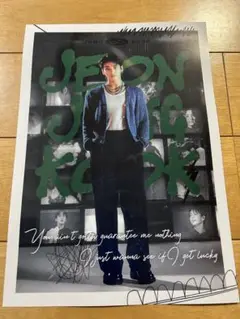 JEON
JUNG
KOOK
You ain't gotta guarantee me nothing
I just wanna see if I get lucky